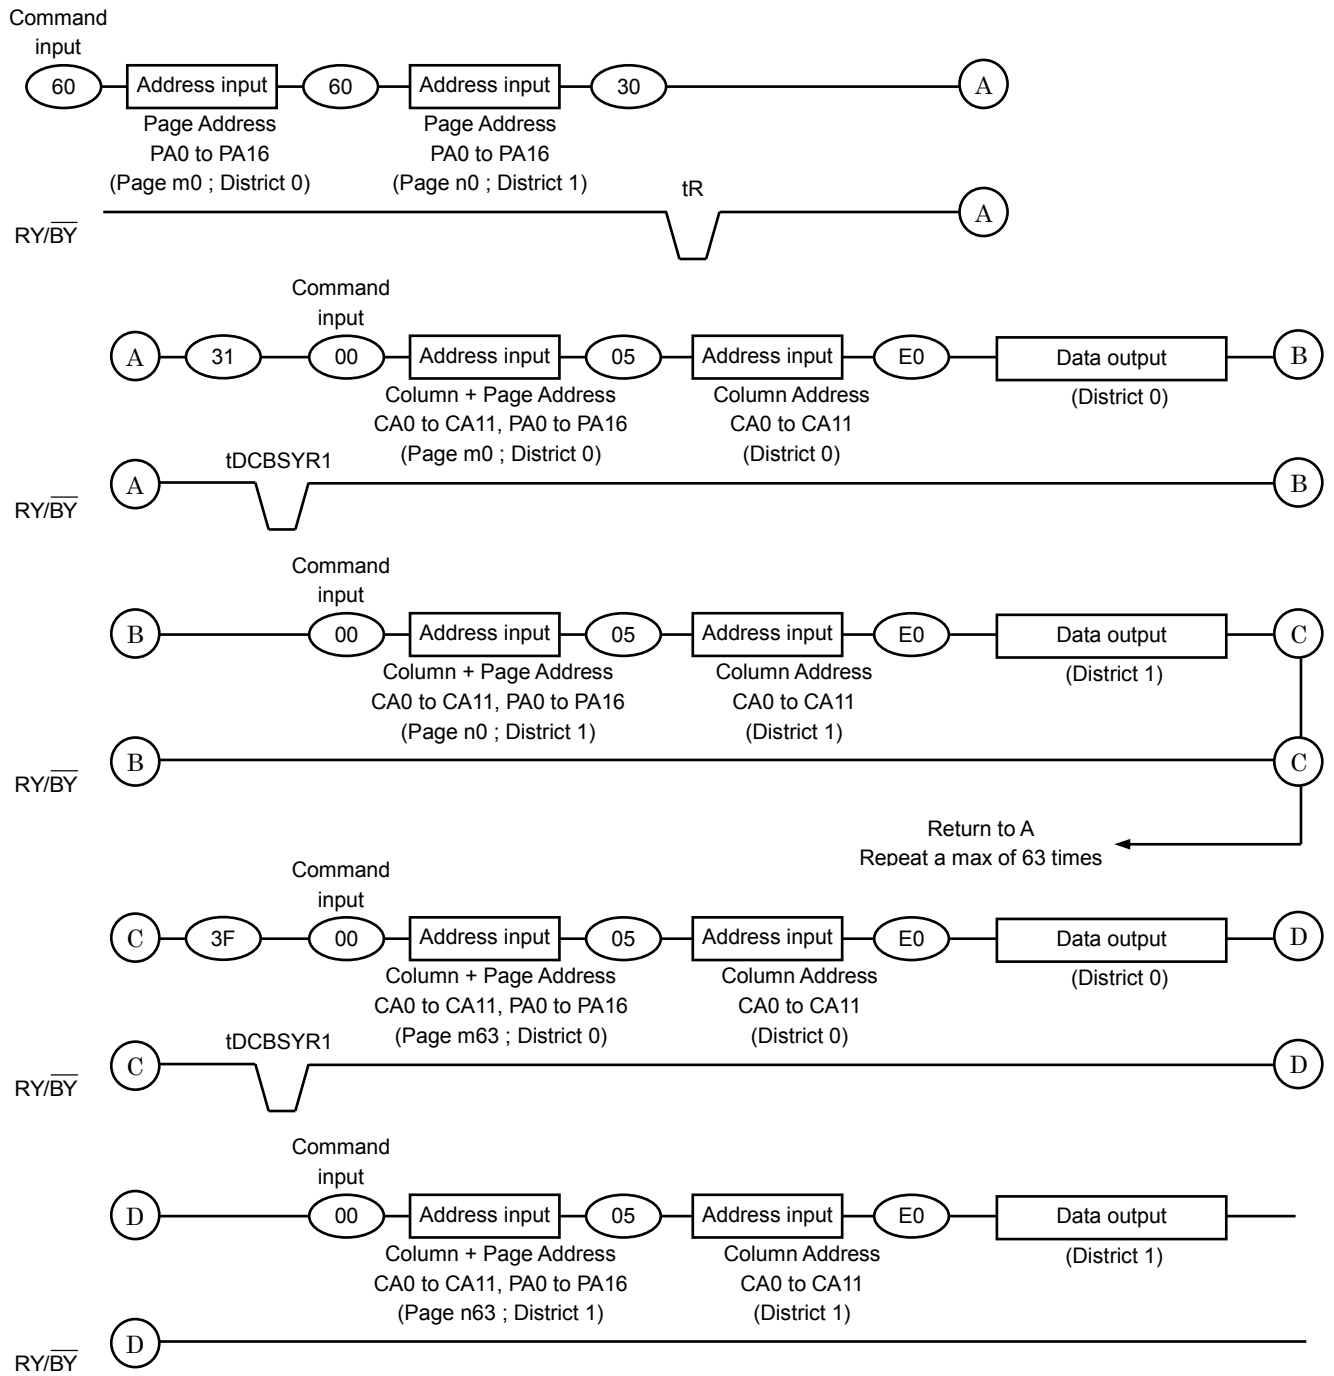 Command
input
60 Address input 60 Address input 30 A
Page Address Page Address
PA0 to PA16 PA0 to PA16
(Page m0 ; District 0) (Page n0 ; District 1)
tR
A
RY/BY
Command
input
A 31 00 Address input 05 Address input E0 Data output B
Column + Page Address Column Address (District 0)
CA0 to CA11, PA0 to PA16 CA0 to CA11
(Page m0 ; District 0) (District 0)
tDCBSYR1
A B
RY/BY
Command
input
B 00 Address input 05 Address input E0 Data output C
Column + Page Address Column Address (District 1)
CA0 to CA11, PA0 to PA16 CA0 to CA11
(Page n0 ; District 1) (District 1)
B C
RY/BY
Return to A
Repeat a max of 63 times
Command
input
C 3F 00 Address input 05 Address input E0 Data output D
Column + Page Address Column Address (District 0)
CA0 to CA11, PA0 to PA16 CA0 to CA11
(Page m63 ; District 0) (District 0)
tDCBSYR1
C D
RY/BY
Command
input
D 00 Address input 05 Address input E0 Data output
Column + Page Address Column Address (District 1)
CA0 to CA11, PA0 to PA16 CA0 to CA11
(Page n63 ; District 1) (District 1)
D
RY/BY